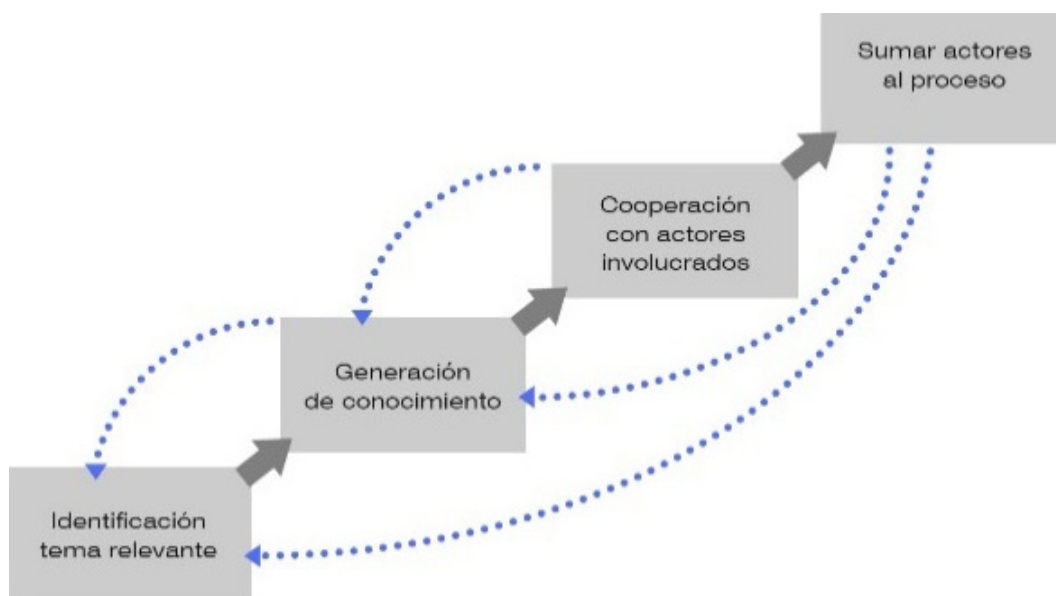 Sumar actores
al proceso
Cooperación
con actores
involucrados
Generación
de conocimiento
Identificación
tema relevante